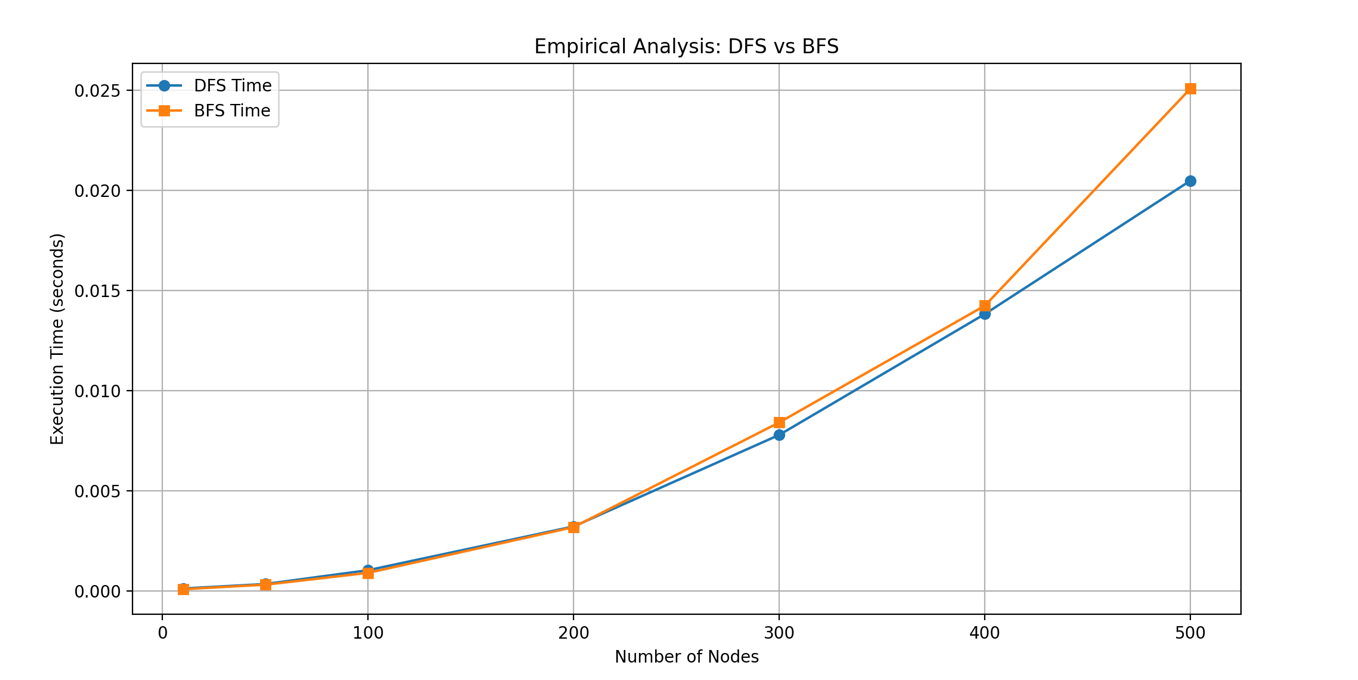 Empirical Analysis: DFS vs BFS
DFS Time
BFS Time
0.025
0.020
0.015
0.010
0.005
0.000
Execution Time (seconds)
0 100 200 300 400 500
Number of Nodes